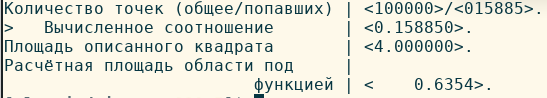 Количество точек (общее/попавших) | <100000>/<015885>.
>   Вычисленное соотношение       | <0.158850>.
Площадь описанного квадрата       | <4.000000>.
Расчётная площадь области под     |
                         функцией | <    0.6354>.